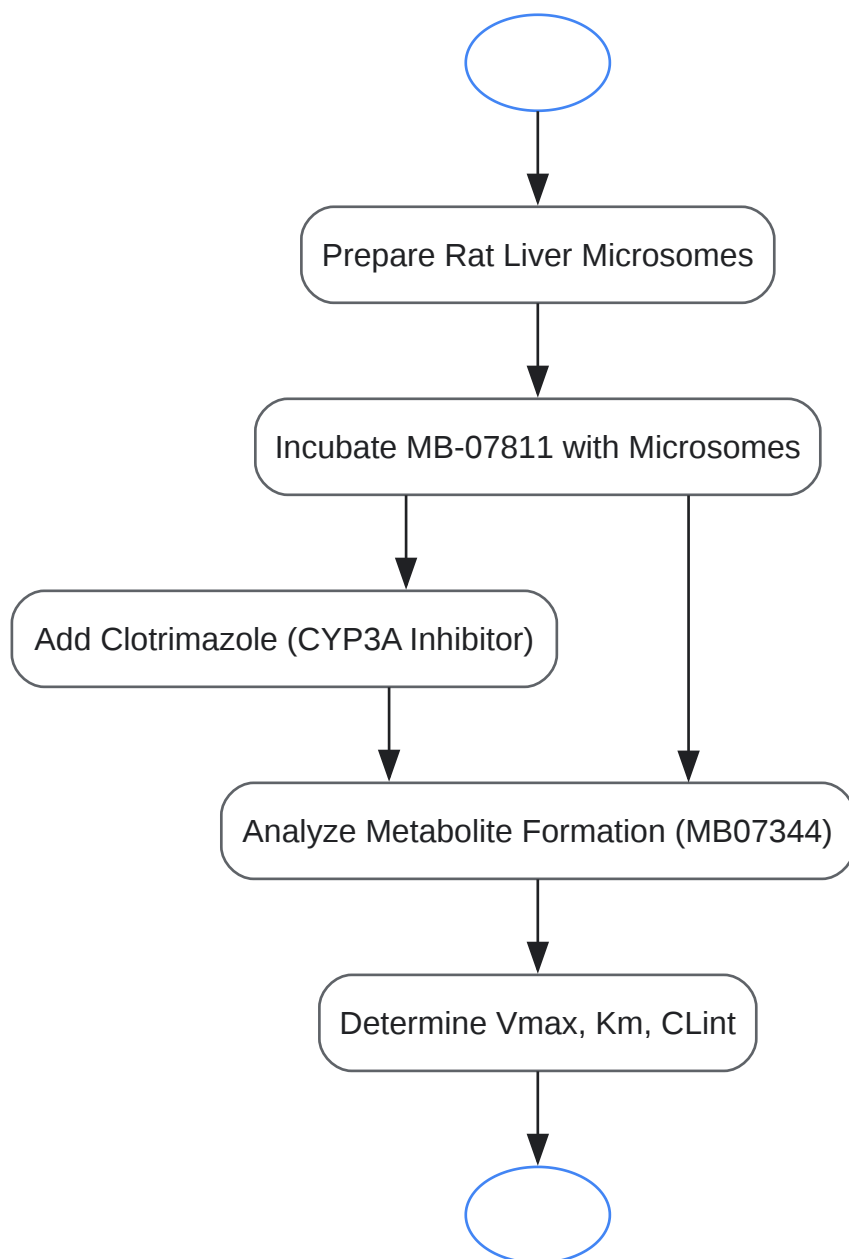 Prepare Rat Liver Microsomes
Incubate MB-07811 with Microsomes
Add Clotrimazole (CYP3A Inhibitor)
Analyze Metabolite Formation (MB07344)
Determine Vmax, Km, CLint